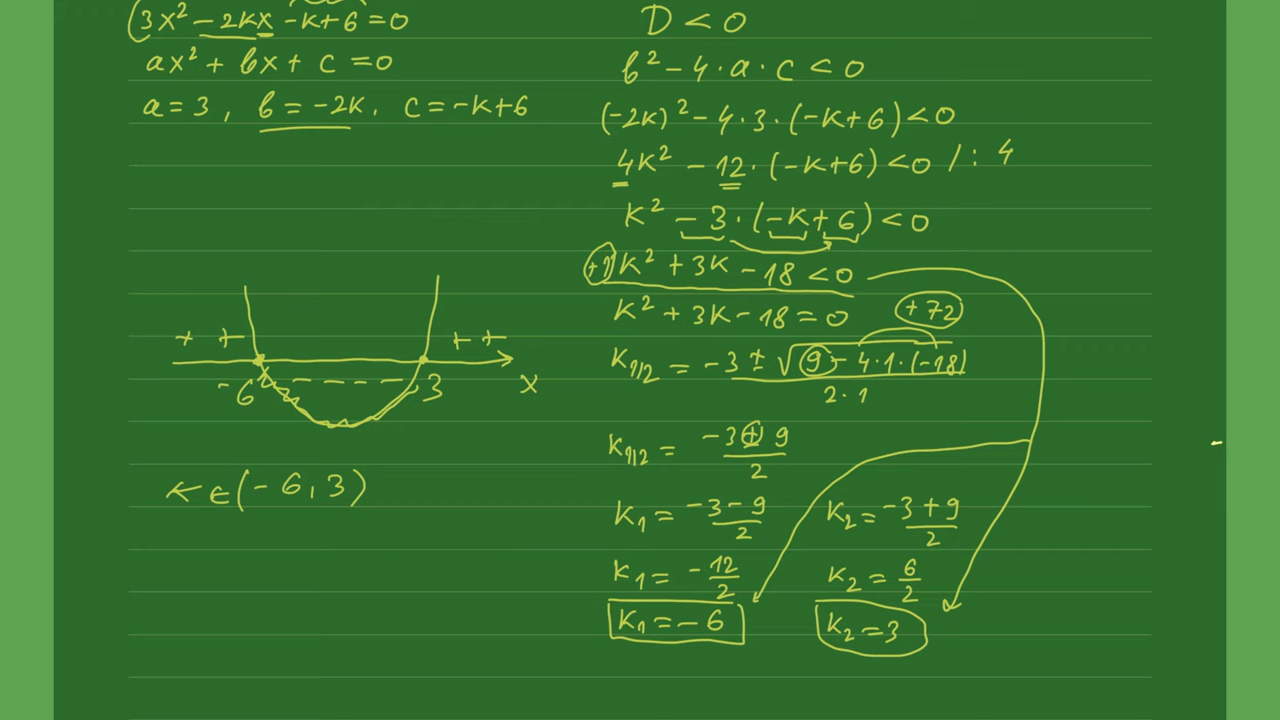 (3x² - 2kx - k + 6 = 0
ax² + bx + c = 0
a = 3, b = -2k, c = -k + 6
+ + + +
-6 3 x
k ∈ (-6, 3)
D < 0
b² - 4 · a · c < 0
(-2k)² - 4 · 3 · (-k + 6) < 0
4k² - 12 · (-k + 6) < 0 / : 4
k² - 3 · (-k + 6) < 0
(+1)k² + 3k - 18 < 0
k² + 3k - 18 = 0 +72
k1/2 = (-3 ± √(9 - 4 · 1 · (-18))) / (2 · 1)
k1/2 = (-3 ± 9) / 2
k1 = (-3 - 9) / 2 k2 = (-3 + 9) / 2
k1 = -12/2 k2 = 6/2
k1 = -6 k2 = 3